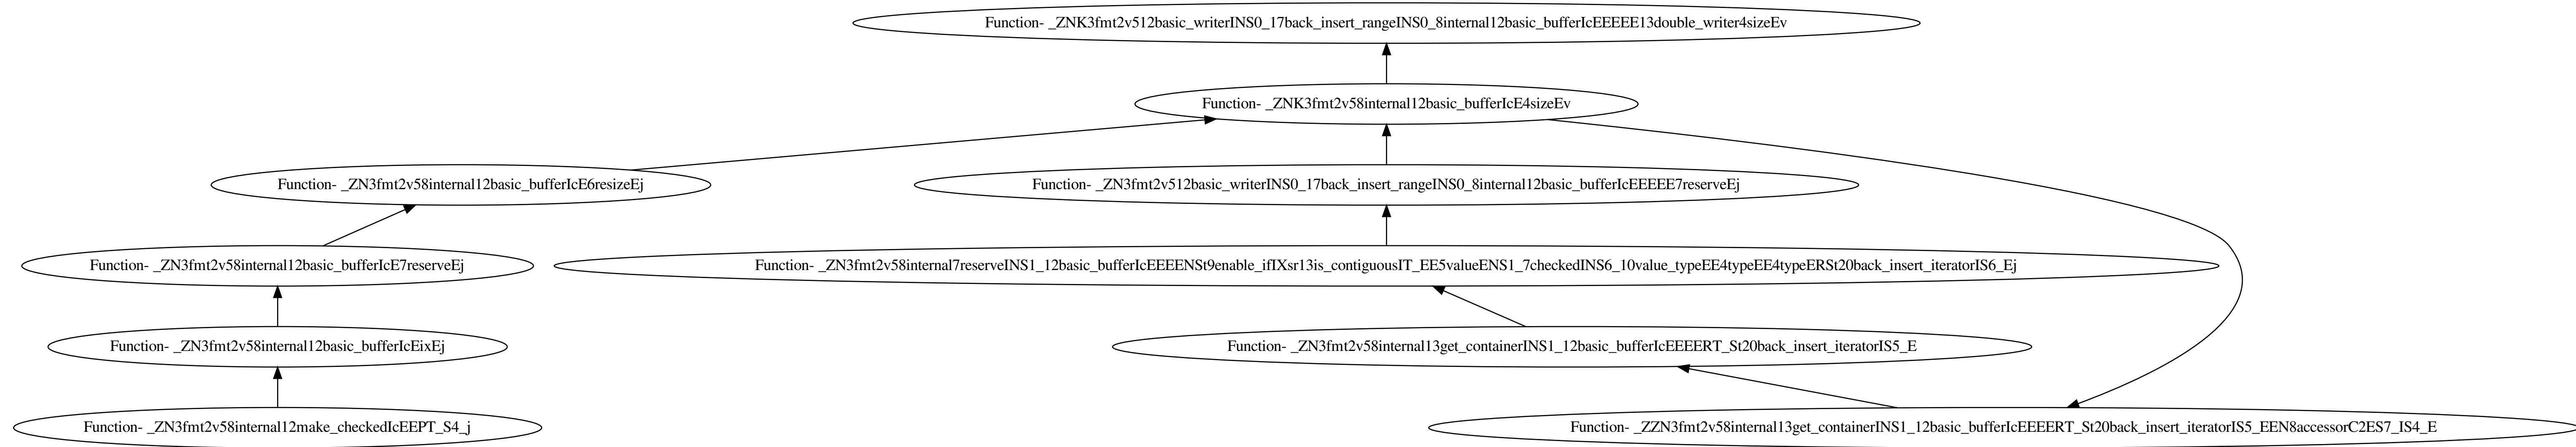 Function- _ZNK3fmt2v512basic_writerINS0_17back_insert_rangeINS0_8internal12basic_bufferIcEEEEE13double_writer4sizeEv
Function- _ZNK3fmt2v58internal12basic_bufferIcE4sizeEv
Function- _ZN3fmt2v58internal12basic_bufferIcE6resizeEj
Function- _ZN3fmt2v512basic_writerINS0_17back_insert_rangeINS0_8internal12basic_bufferIcEEEEE7reserveEj
Function- _ZN3fmt2v58internal12basic_bufferIcE7reserveEj
Function- _ZN3fmt2v58internal7reserveINS1_12basic_bufferIcEEEENSt9enable_ifIXsr13is_contiguousIT_EE5valueENS1_7checkedINS6_10value_typeEE4typeEE4typeERSt20back_insert_iteratorIS6_Ej
Function- _ZN3fmt2v58internal12basic_bufferIcEixEj
Function- _ZN3fmt2v58internal13get_containerINS1_12basic_bufferIcEEEERT_St20back_insert_iteratorIS5_E
Function- _ZN3fmt2v58internal12make_checkedIcEEPT_S4_j
Function- _ZZN3fmt2v58internal13get_containerINS1_12basic_bufferIcEEEERT_St20back_insert_iteratorIS5_EEN8accessorC2ES7_IS4_E